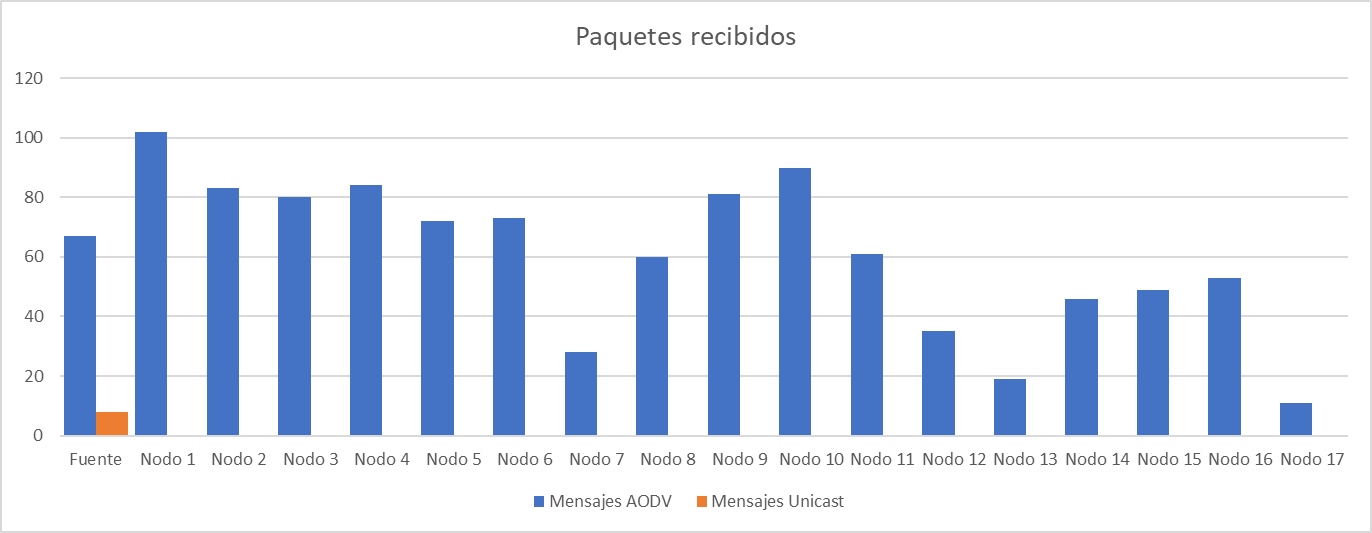 Paquetes recibidos
120
100
80
60
40
20
0
Fuente Nodo 1 Nodo 2 Nodo 3 Nodo 4 Nodo 5 Nodo 6 Nodo 7 Nodo 8 Nodo 9 Nodo 10 Nodo 11 Nodo 12 Nodo 13 Nodo 14 Nodo 15 Nodo 16 Nodo 17
Mensajes AODV Mensajes Unicast